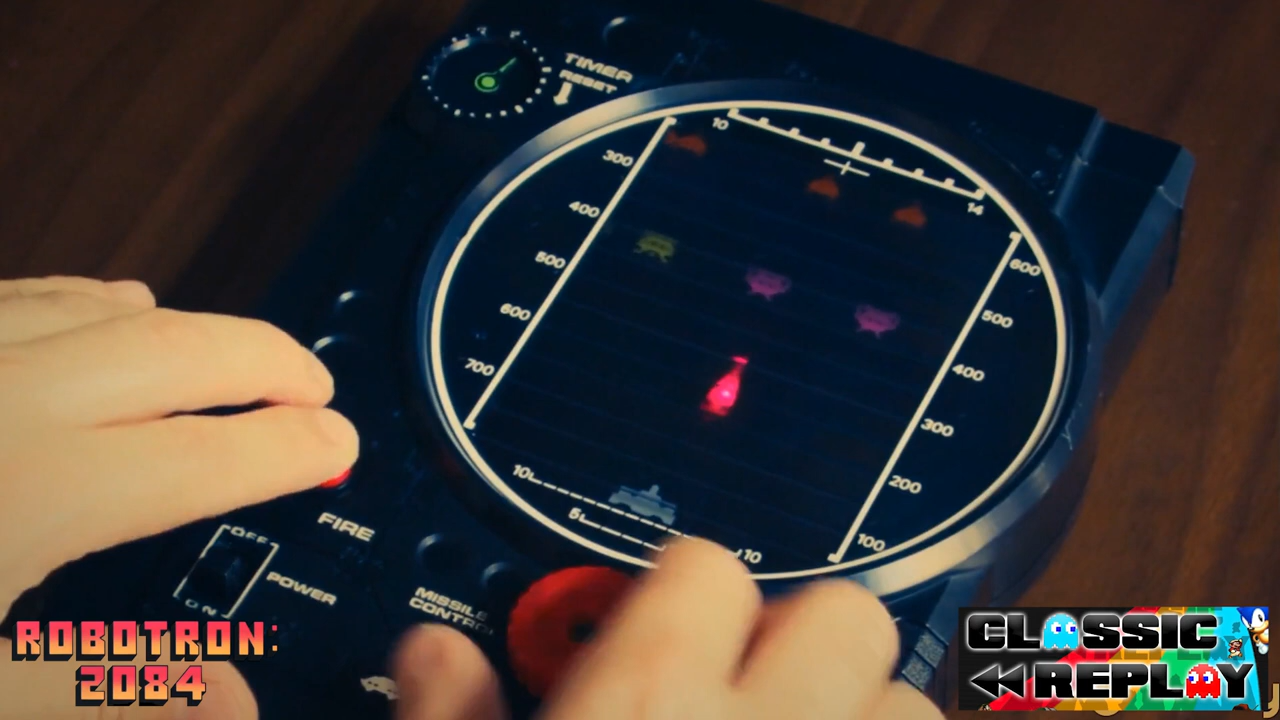 TIMER
RESET
10
14
300
400
500
600
700
600
500
400
300
200
100
10
5
10
FIRE
OFF
POWER
ON
MISSILE
CONTROL
ROBOTRON:
2084
CLASSIC
REPLAY